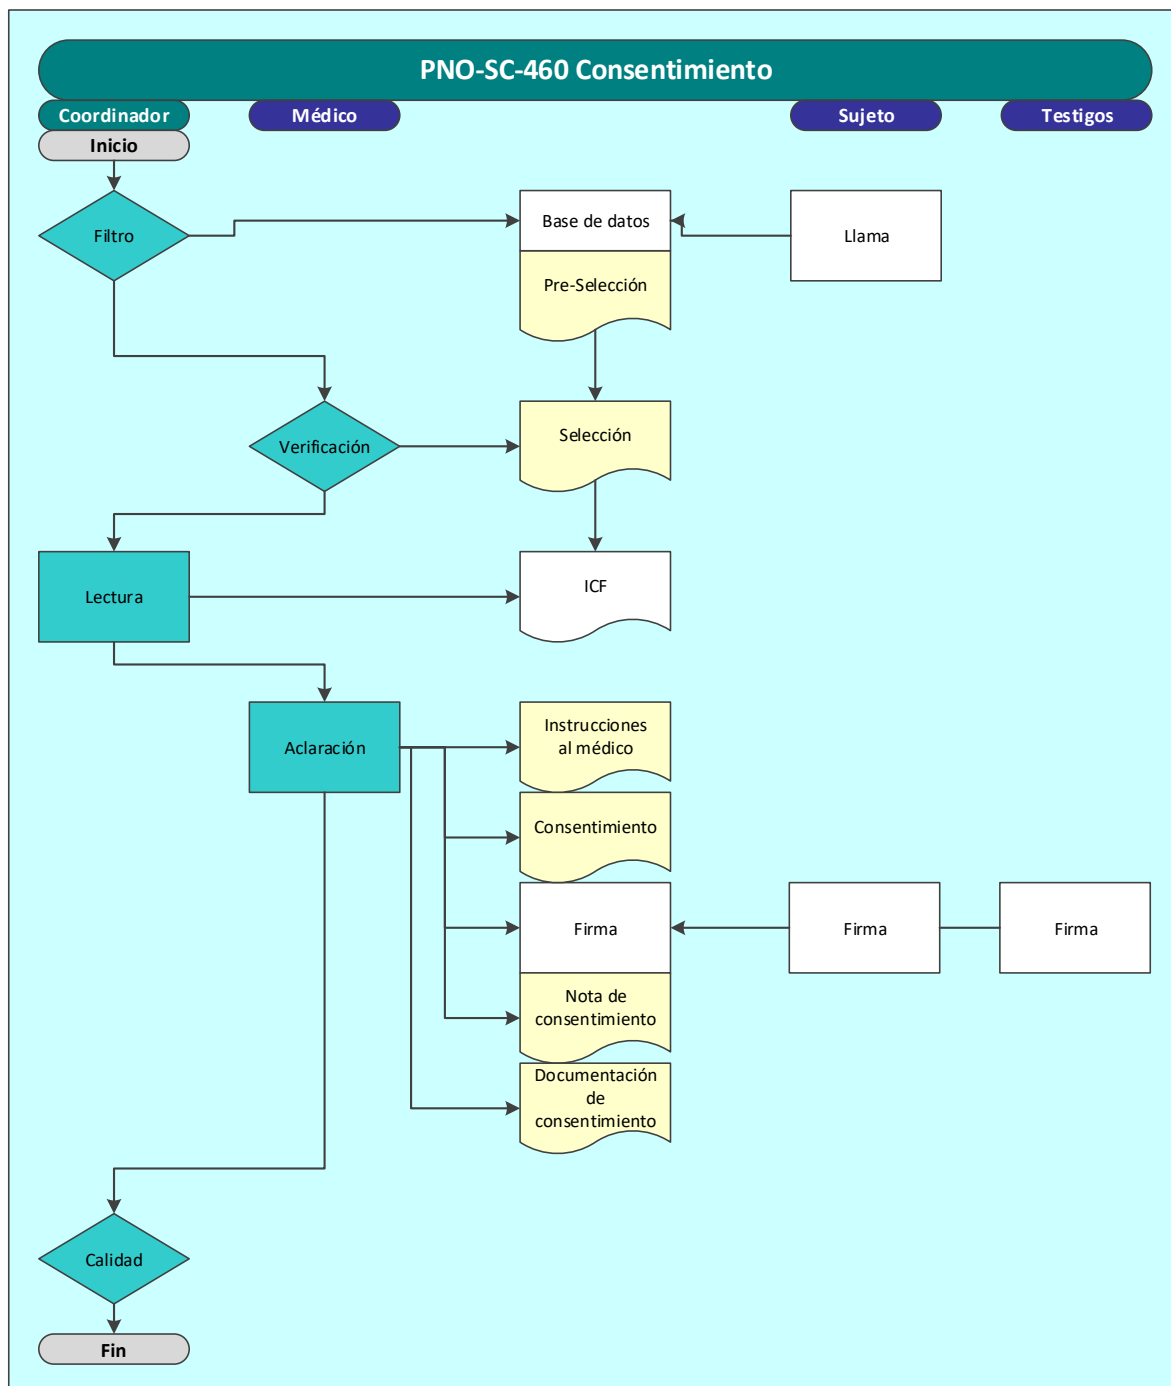 PNO-SC-460 Consentimiento
Coordinador
Médico
Sujeto
Testigos
Inicio
Filtro
Base de datos
Llama
Pre-Selección
Verificación
Selección
Lectura
ICF
Aclaración
Instrucciones
al médico
Consentimiento
Firma
Firma
Firma
Nota de
consentimiento
Documentación
de
consentimiento
Calidad
Fin